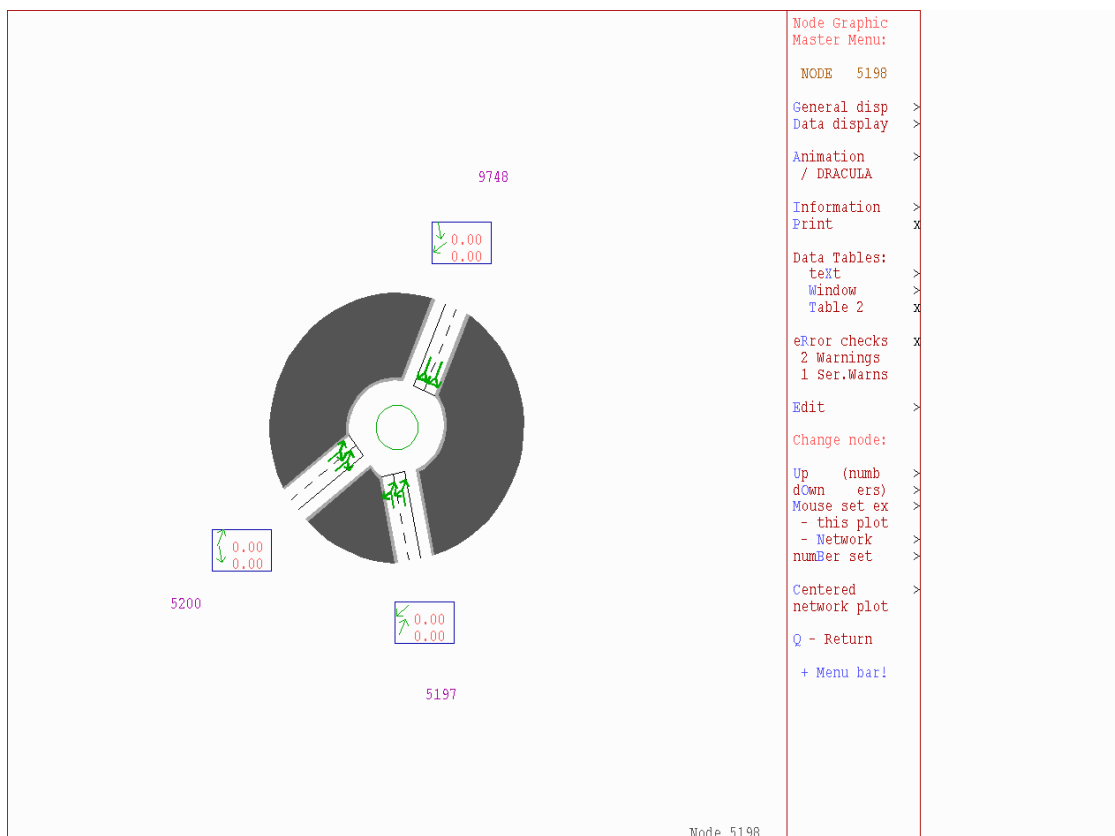 9748
0.00
0.00
0.00
0.00
5200
0.00
0.00
5197
Node 5198
Node Graphic
Master Menu:
NODE 5198
General disp >
Data display >
Animation >
/ DRACULA
Information >
Print x
Data Tables:
teXt >
Window >
Table 2 x
eRror checks x
2 Warnings
1 Ser.Warns
Edit >
Change node:
Up (numb >
dOwn ers) >
Mouse set ex >
- this plot
- Network >
numBer set >
Centered >
network plot
Q - Return
+ Menu bar!